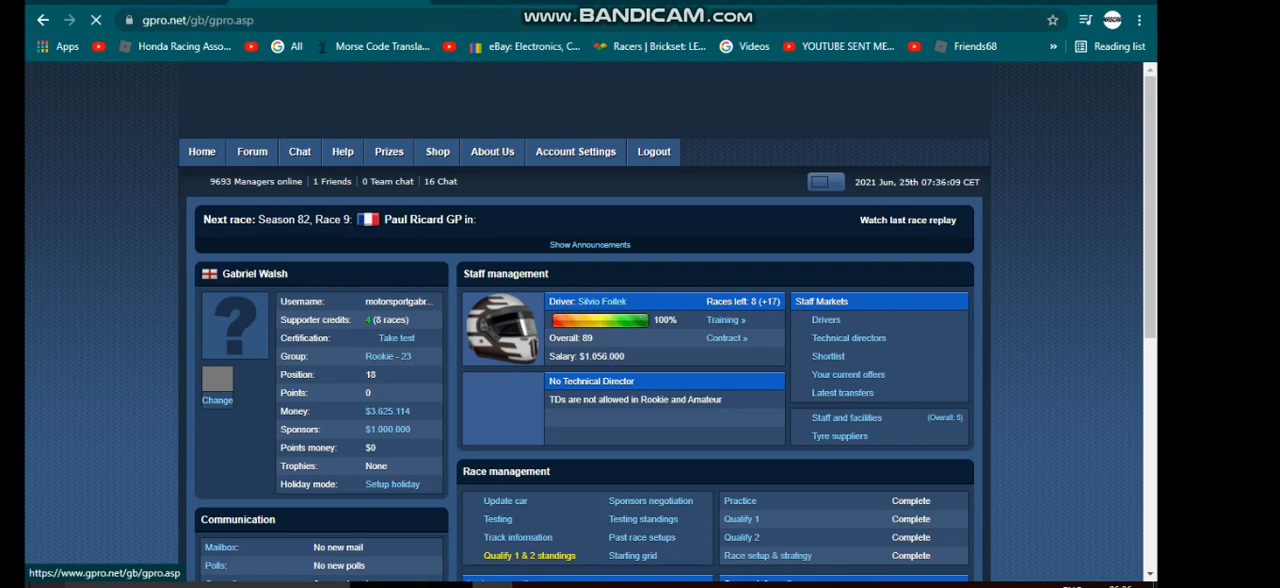 gpro.net/gb/gpro.asp
www.BANDICAM.com
Apps Honda Racing Asso... All Morse Code Transla... eBay: Electronics, C... Racers | Brickset: LE... Videos YOUTUBE SENT ME... Friends68 » Reading list
Home Forum Chat Help Prizes Shop About Us Account Settings Logout
9693 Managers online | 1 Friends | 0 Team chat | 16 Chat
2021 Jun, 25th 07:36:09 CET
Next race: Season 82, Race 9: Paul Ricard GP in:
Watch last race replay
Show Announcements
Gabriel Walsh
Username: motorsportgabr...
Supporter credits: 4 (8 races)
Certification: Take test
Group: Rookie - 23
Position: 18
Points: 0
Change
Money: $3.625.114
Sponsors: $1.000.000
Points money: $0
Trophies: None
Holiday mode: Setup holiday
Communication
Mailbox: No new mail
Polls: No new polls
Staff management
Driver: Silvio Foitek Races left: 8 (+17)
100% Training »
Overall: 89 Contract »
Salary: $1.056.000
No Technical Director
TDs are not allowed in Rookie and Amateur
Staff Markets
Drivers
Technical directors
Shortlist
Your current offers
Latest transfers
Staff and facilities (Overall: 5)
Tyre suppliers
Race management
Update car Sponsors negotiation Practice Complete
Testing Testing standings Qualify 1 Complete
Track information Past race setups Qualify 2 Complete
Qualify 1 & 2 standings Starting grid Race setup & strategy Complete
https://www.gpro.net/gb/gpro.asp